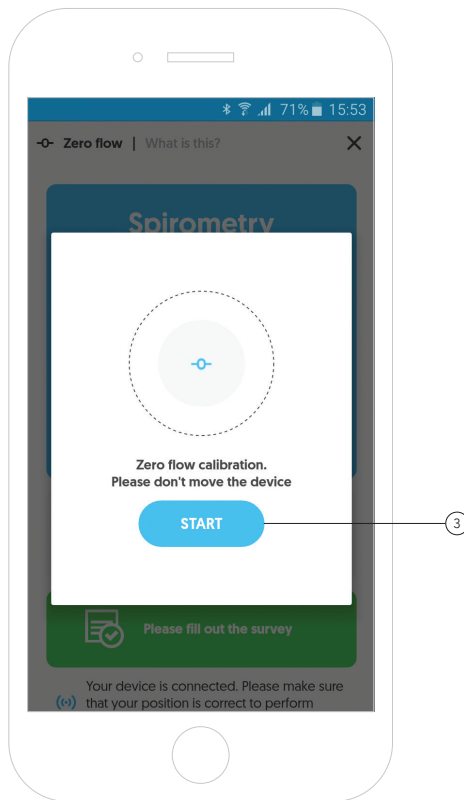 71% 15:53
-O- Zero flow | What is this?
Spirometry
-O-
Zero flow calibration.
Please don't move the device
START
3
Please fill out the survey
Your device is connected. Please make sure
that your position is correct to perform